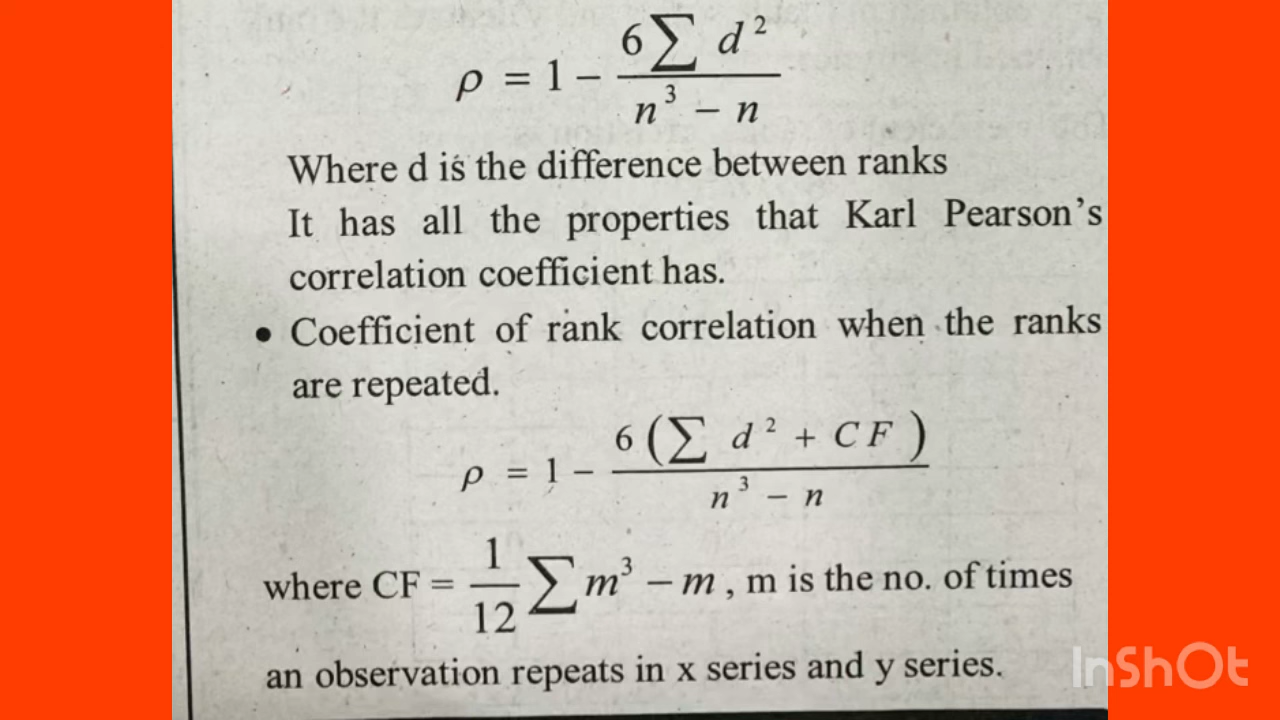 ρ = 1 − 6 ∑ d² / n³ − n
Where d is the difference between ranks
It has all the properties that Karl Pearson's
correlation coefficient has.
• Coefficient of rank correlation when the ranks
are repeated.
ρ = 1 − 6 (∑ d² + CF) / n³ − n
where CF = 1/12 ∑ m³ − m , m is the no. of times
an observation repeats in x series and y series.
InShOt